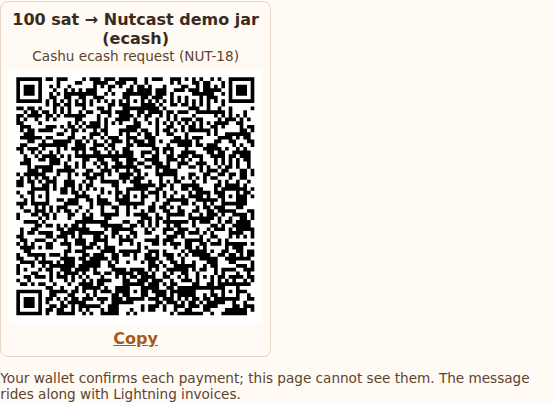 100 sat → Nutcast demo jar
(ecash)
Cashu ecash request (NUT-18)
Copy
Your wallet confirms each payment; this page cannot see them. The message
rides along with Lightning invoices.